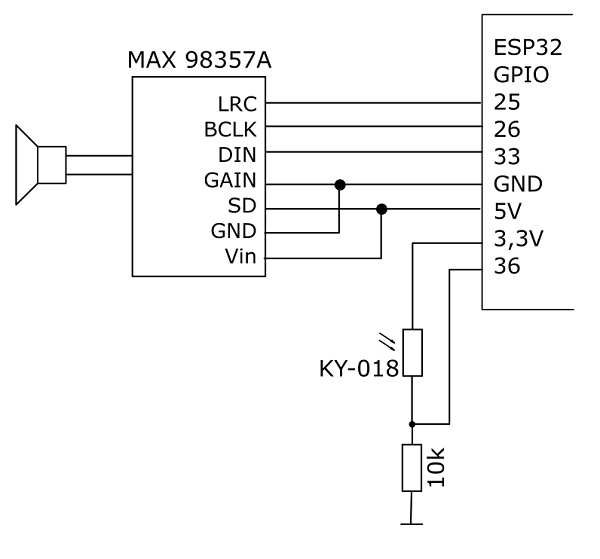 MAX 98357A
LRC
BCLK
DIN
GAIN
SD
GND
Vin
ESP32
GPIO
25
26
33
GND
5V
3,3V
36
KY-018
10k